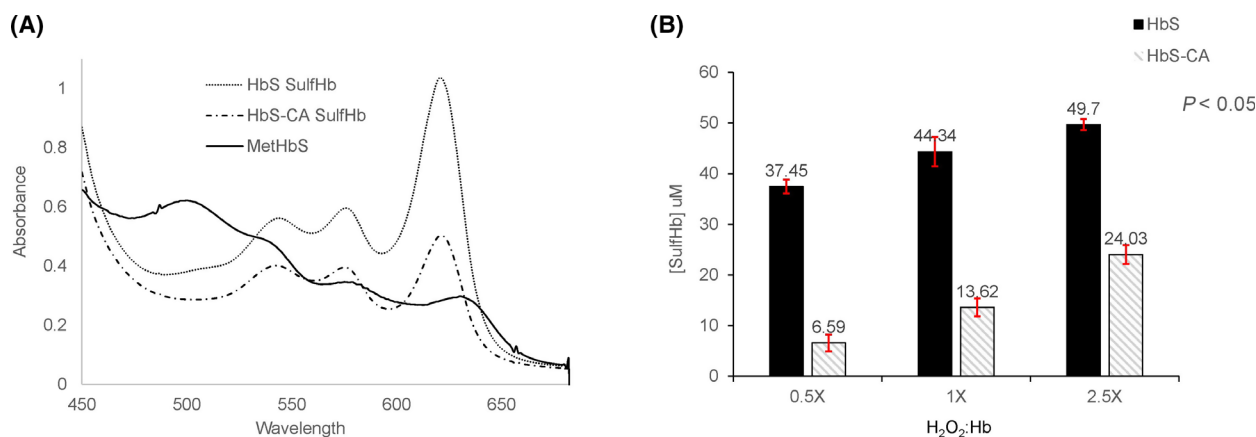 (A)
1
0.8
0.6
0.4
0.2
0
Absorbance
450
500
550
600
650
Wavelength
HbS SulfHb
HbS-CA SulfHb
MetHbS
(B)
HbS
HbS-CA
P < 0.05
60
50
40
30
20
10
0
[SulfHb] uM
37.45
6.59
44.34
13.62
49.7
24.03
0.5X
1X
2.5X
H₂O₂:Hb